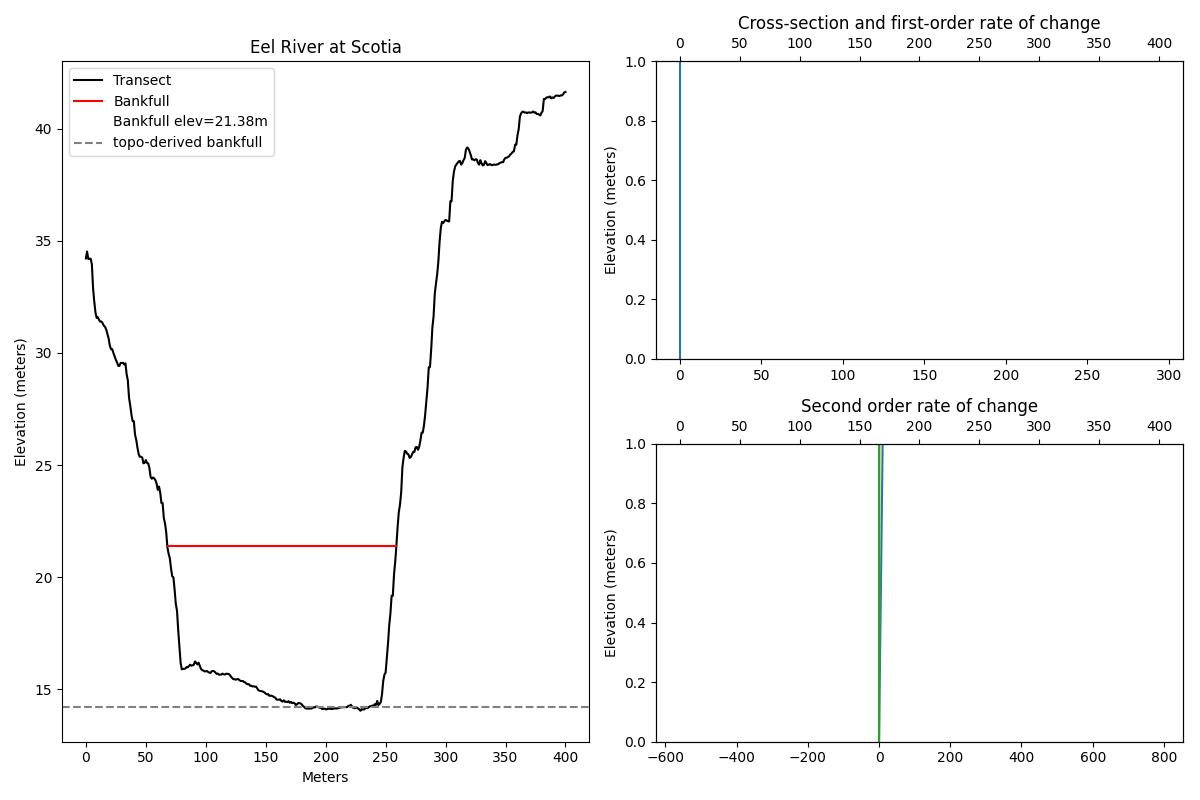 Eel River at Scotia
Transect
Bankfull
Bankfull elev=21.38m
topo-derived bankfull
Elevation (meters)
40
35
30
25
20
15
0 50 100 150 200 250 300 350 400
Meters
Cross-section and first-order rate of change
0 50 100 150 200 250 300 350 400
Elevation (meters)
1.0
0.8
0.6
0.4
0.2
0.0
0 50 100 150 200 250 300
Second order rate of change
0 50 100 150 200 250 300 350 400
Elevation (meters)
1.0
0.8
0.6
0.4
0.2
0.0
−600 −400 −200 0 200 400 600 800